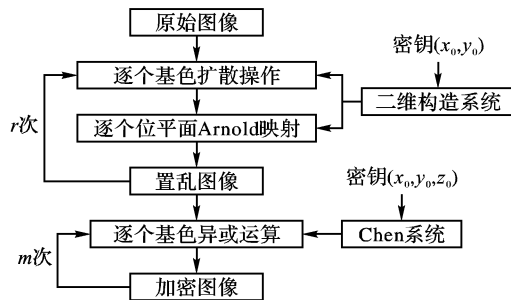 原始图像
密钥(x₀,y₀)
逐个基色扩散操作
二维构造系统
r次
逐个位平面Arnold映射
置乱图像
密钥(x₀,y₀,z₀)
逐个基色异或运算
Chen系统
m次
加密图像